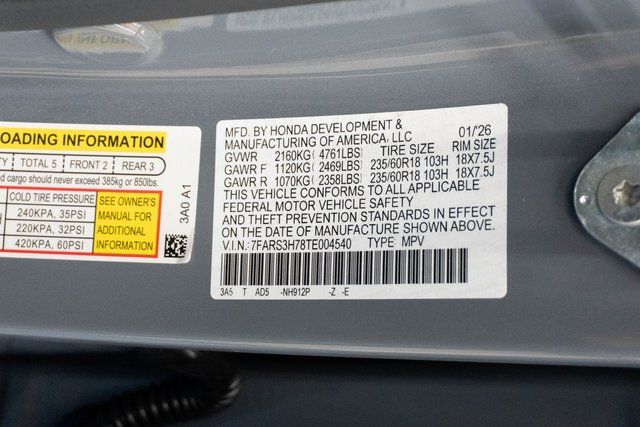 OADING INFORMATION
TY TOTAL 5 FRONT 2 REAR 3
nd cargo should never exceed 385kg or 850lbs.
COLD TIRE PRESSURE
240KPA, 35PSI
220KPA, 32PSI
420KPA, 60PSI
SEE OWNER'S
MANUAL FOR
ADDITIONAL
INFORMATION
3A0 A1
MFD. BY HONDA DEVELOPMENT & 01/26
MANUFACTURING OF AMERICA, LLC
GVWR 2160KG( 4761LBS) TIRE SIZE RIM SIZE
GAWR F 1120KG( 2469LBS) 235/60R18 103H 18X7.5J
GAWR R 1070KG( 2358LBS) 235/60R18 103H 18X7.5J
THIS VEHICLE CONFORMS TO ALL APPLICABLE
FEDERAL MOTOR VEHICLE SAFETY
AND THEFT PREVENTION STANDARDS IN EFFECT
ON THE DATE OF MANUFACTURE SHOWN ABOVE.
V.I.N.: 7FARS3H78TE004540 TYPE: MPV
3A5 T AD5 -NH912P -Z -E